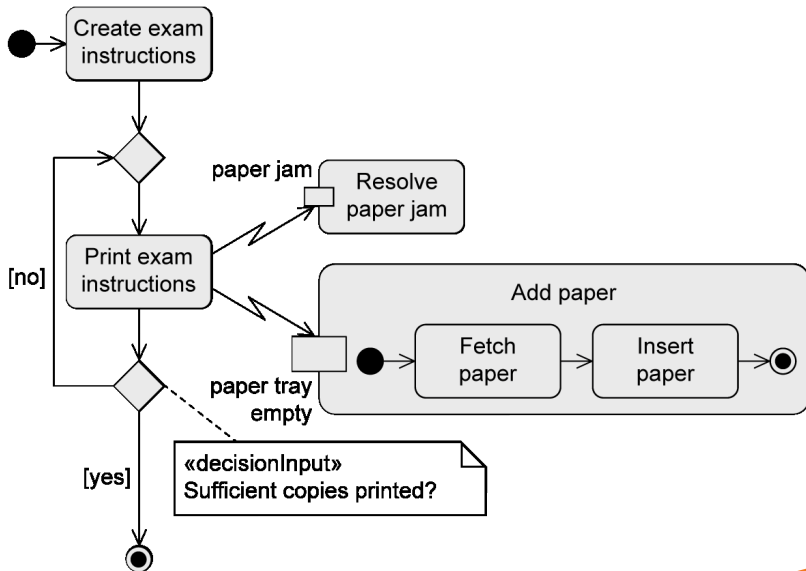 Create exam
instructions
paper jam
Resolve
paper jam
Print exam
instructions
[no]
Add paper
Fetch
paper
Insert
paper
paper tray
empty
«decisionInput»
Sufficient copies printed?
[yes]